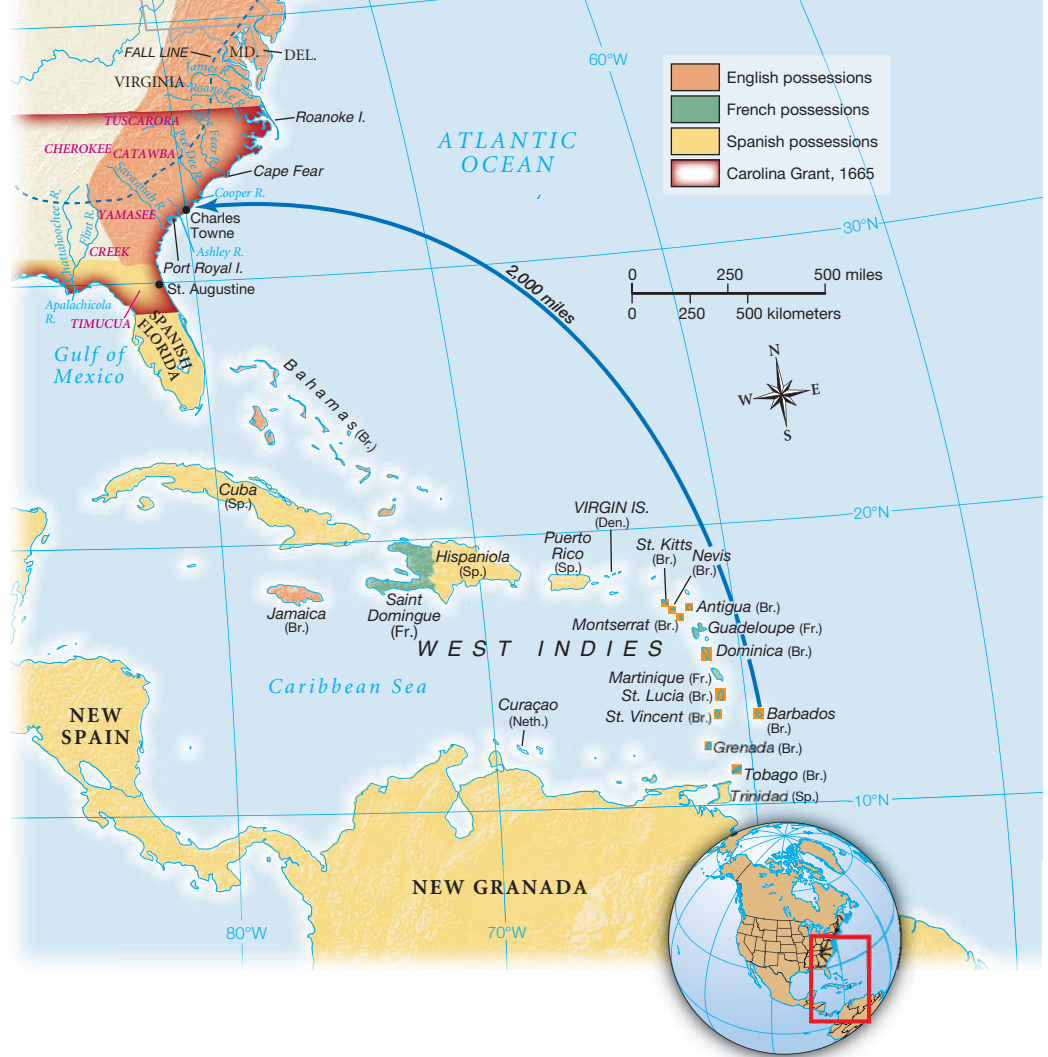 FALL LINE
MD.
DEL.
VIRGINIA
James R.
Roanoke R.
TUSCARORA
Roanoke I.
CHEROKEE
CATAWBA
Cape Fear R.
Pee Dee R.
Cape Fear
Savannah R.
Cooper R.
Chattahoochee R.
Flint R.
YAMASEE
Charles
Towne
CREEK
Ashley R.
Port Royal I.
St. Augustine
Apalachicola
R.
TIMUCUA
SPANISH
FLORIDA
Gulf of
Mexico
ATLANTIC
OCEAN
60°W
English possessions
French possessions
Spanish possessions
Carolina Grant, 1665
30°N
0 250 500 miles
0 250 500 kilometers
2,000 miles
N
W E
S
Bahamas (Br.)
Cuba
(Sp.)
20°N
VIRGIN IS.
(Den.)
Puerto
Rico
(Sp.)
St. Kitts
(Br.)
Nevis
(Br.)
Hispaniola
(Sp.)
Jamaica
(Br.)
Saint
Domingue
(Fr.)
Antigua (Br.)
Montserrat (Br.)
Guadeloupe (Fr.)
WEST INDIES
Dominica (Br.)
Martinique (Fr.)
Caribbean Sea
St. Lucia (Br.)
Curaçao
(Neth.)
St. Vincent (Br.)
Barbados
(Br.)
NEW
SPAIN
Grenada (Br.)
Tobago (Br.)
Trinidad (Sp.)
10°N
NEW GRANADA
80°W
70°W